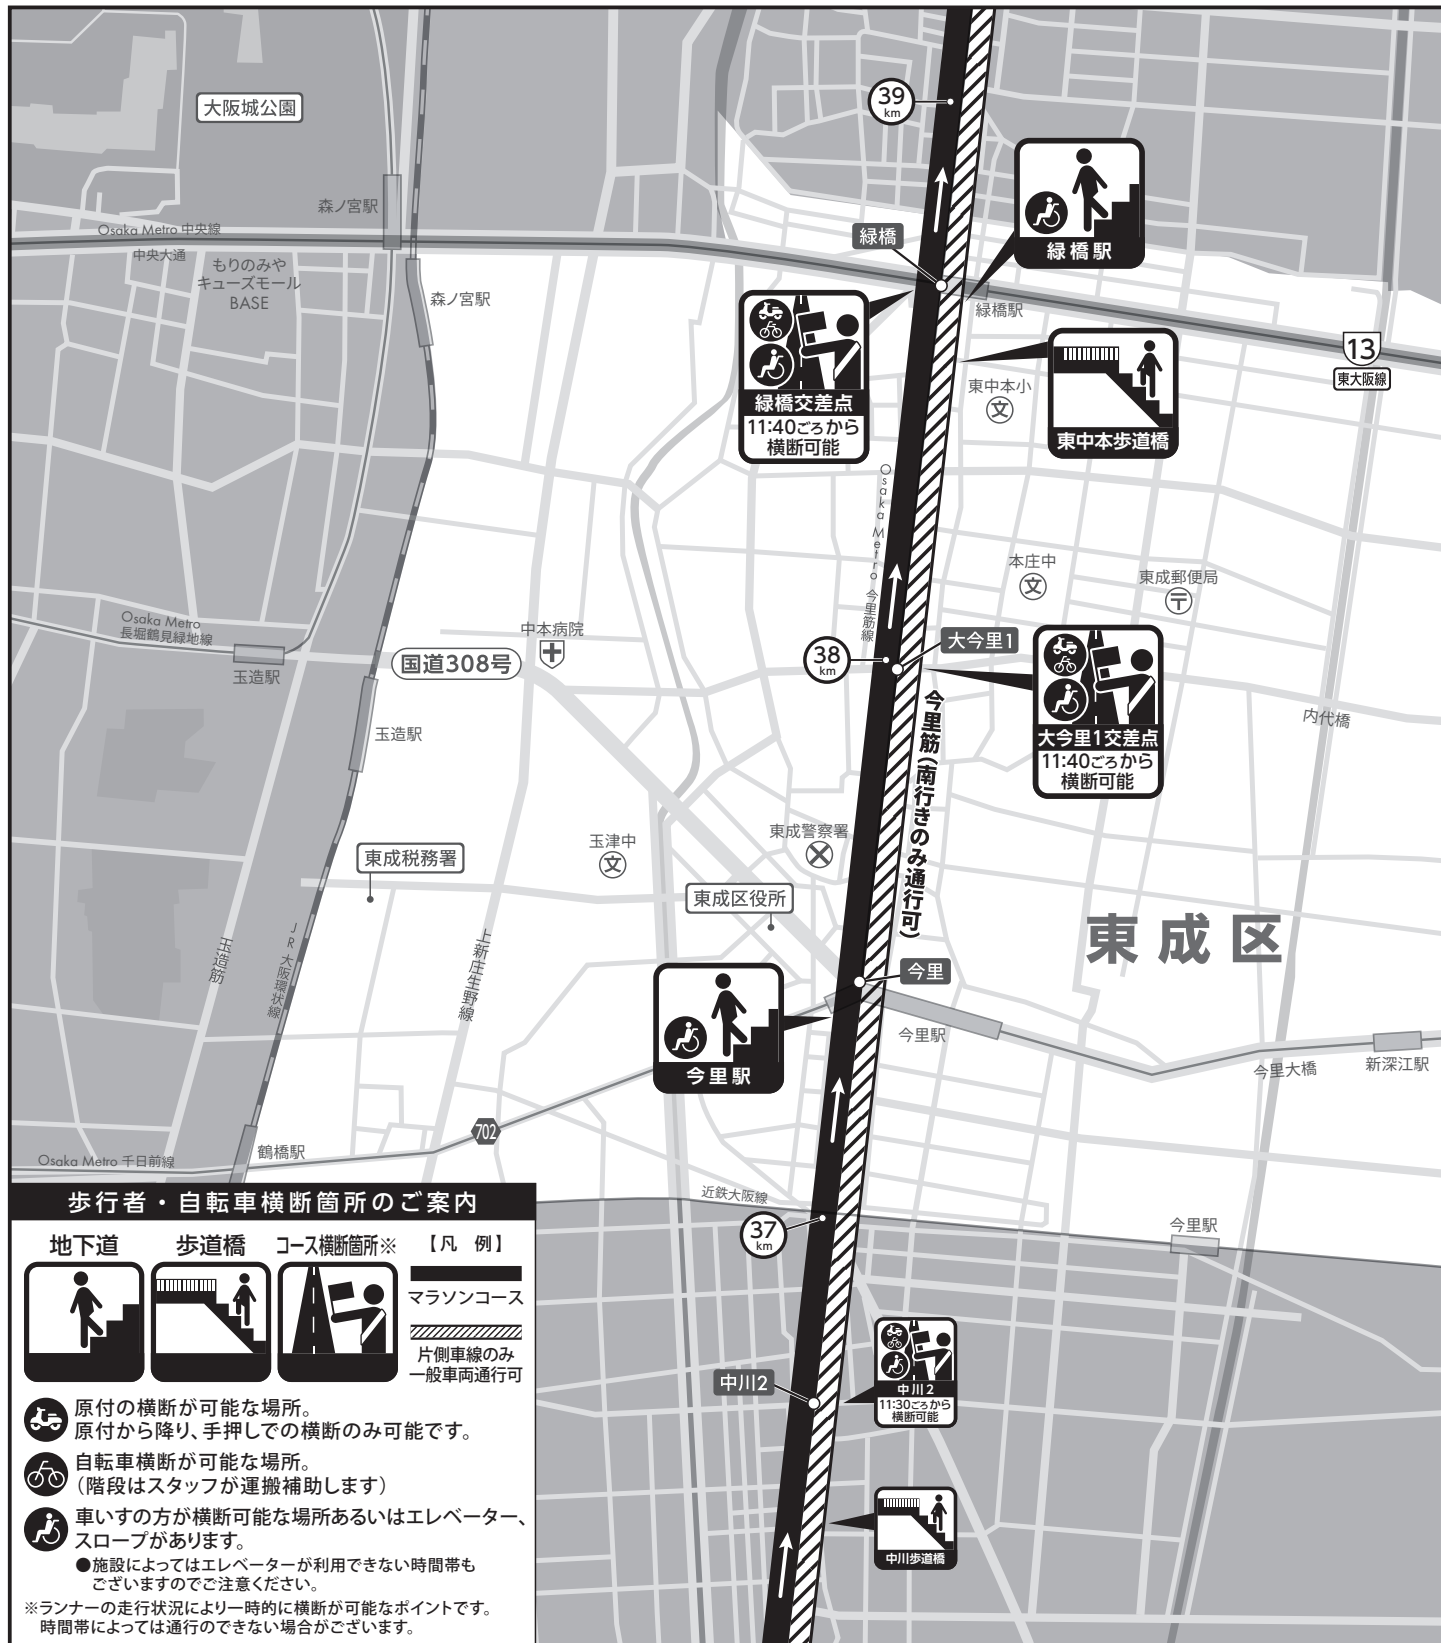 39
km
大阪城公園
森ノ宮駅
Osaka Metro 中央線
中央大通
もりのみや
キューズモール
BASE
森ノ宮駅
緑橋
緑橋駅
緑橋駅
13
東大阪線
緑橋交差点
11:40ごろから
横断可能
東中本小
文
東中本歩道橋
Osaka Metro 今里筋線
本庄中
文
東成郵便局
〒
Osaka Metro
長堀鶴見緑地線
玉造駅
国道308号
中本病院
38
km
大今里1
大今里1交差点
11:40ごろから
横断可能
内代橋
玉造駅
今里筋(南行きのみ通行可)
東成税務署
玉津中
文
東成警察署
東成区役所
東成区
玉造筋
JR大阪環状線
上新庄生野線
今里
今里駅
今里駅
今里大橋
新深江駅
702
鶴橋駅
Osaka Metro 千日前線
近鉄大阪線
37
km
今里駅
中川2
中川2
11:30ごろから
横断可能
中川歩道橋
歩行者・自転車横断箇所のご案内
地下道
歩道橋
コース横断箇所※
【凡 例】
マラソンコース
片側車線のみ
一般車両通行可
原付の横断が可能な場所。
原付から降り、手押しでの横断のみ可能です。
自転車横断が可能な場所。
(階段はスタッフが運搬補助します)
車いすの方が横断可能な場所あるいはエレベーター、
スロープがあります。
●施設によってはエレベーターが利用できない時間帯も
ございますのでご注意ください。
※ランナーの走行状況により一時的に横断が可能なポイントです。
時間帯によっては通行のできない場合がございます。